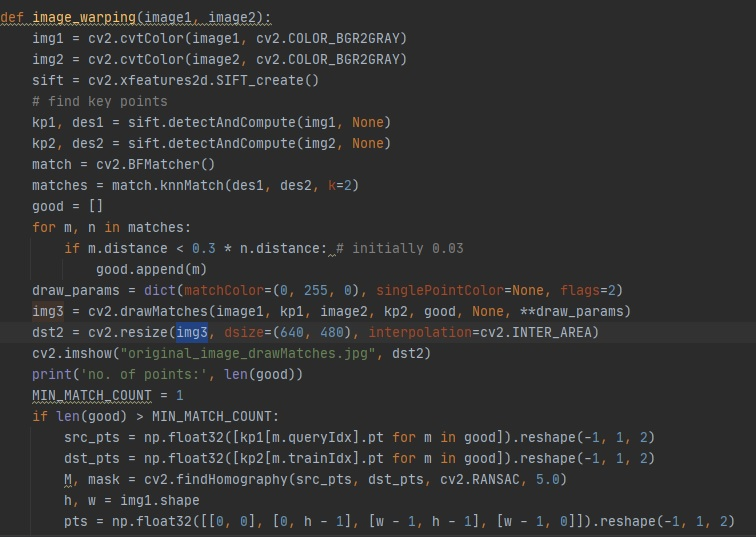 def image_warping(image1, image2):
    img1 = cv2.cvtColor(image1, cv2.COLOR_BGR2GRAY)
    img2 = cv2.cvtColor(image2, cv2.COLOR_BGR2GRAY)
    sift = cv2.xfeatures2d.SIFT_create()
    # find key points
    kp1, des1 = sift.detectAndCompute(img1, None)
    kp2, des2 = sift.detectAndCompute(img2, None)
    match = cv2.BFMatcher()
    matches = match.knnMatch(des1, des2, k=2)
    good = []
    for m, n in matches:
        if m.distance < 0.3 * n.distance: # initially 0.03
            good.append(m)
    draw_params = dict(matchColor=(0, 255, 0), singlePointColor=None, flags=2)
    img3 = cv2.drawMatches(image1, kp1, image2, kp2, good, None, **draw_params)
    dst2 = cv2.resize(img3, dsize=(640, 480), interpolation=cv2.INTER_AREA)
    cv2.imshow("original_image_drawMatches.jpg", dst2)
    print('no. of points:', len(good))
    MIN_MATCH_COUNT = 1
    if len(good) > MIN_MATCH_COUNT:
        src_pts = np.float32([kp1[m.queryIdx].pt for m in good]).reshape(-1, 1, 2)
        dst_pts = np.float32([kp2[m.trainIdx].pt for m in good]).reshape(-1, 1, 2)
        M, mask = cv2.findHomography(src_pts, dst_pts, cv2.RANSAC, 5.0)
        h, w = img1.shape
        pts = np.float32([[0, 0], [0, h - 1], [w - 1, h - 1], [w - 1, 0]]).reshape(-1, 1, 2)